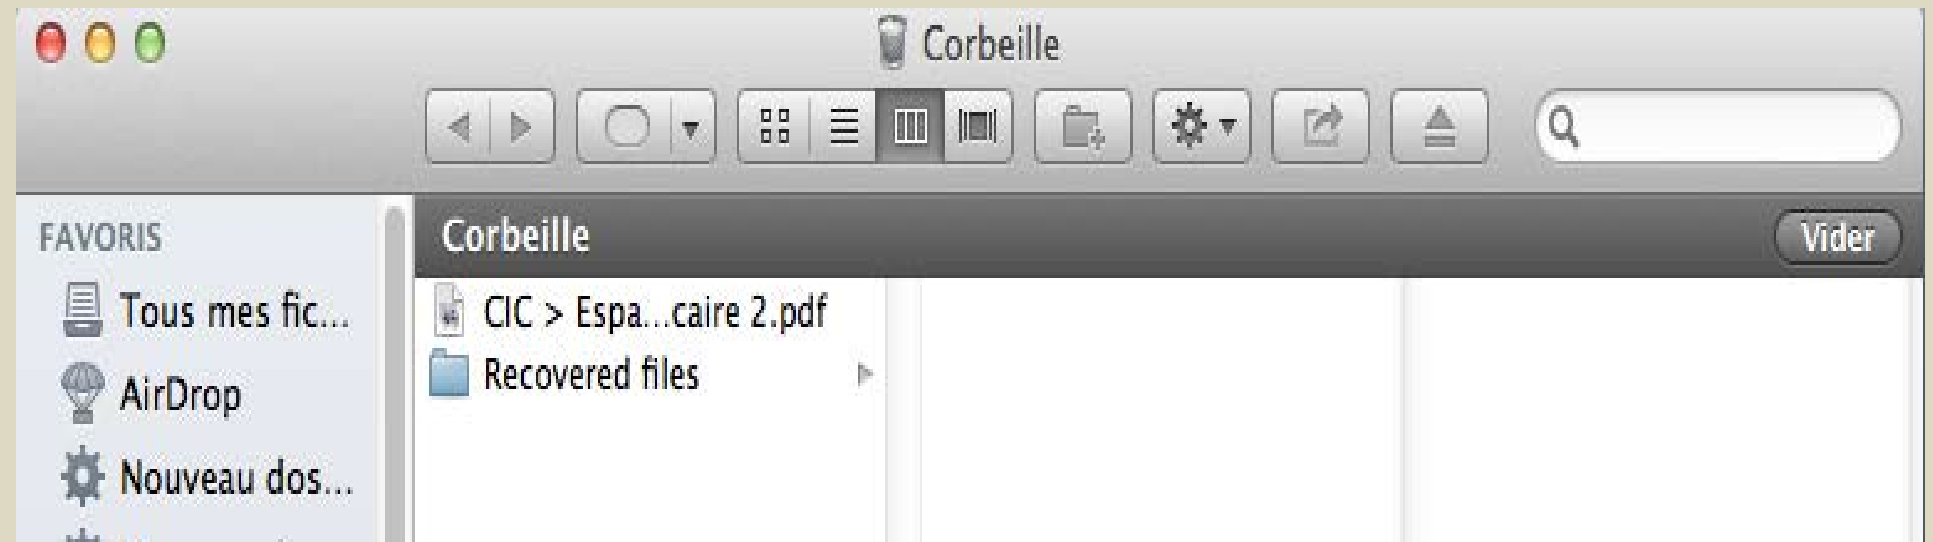 Corbeille
FAVORIS
Tous mes fic...
AirDrop
Nouveau dos...
Corbeille
Vider
CIC > Espa...caire 2.pdf
Recovered files